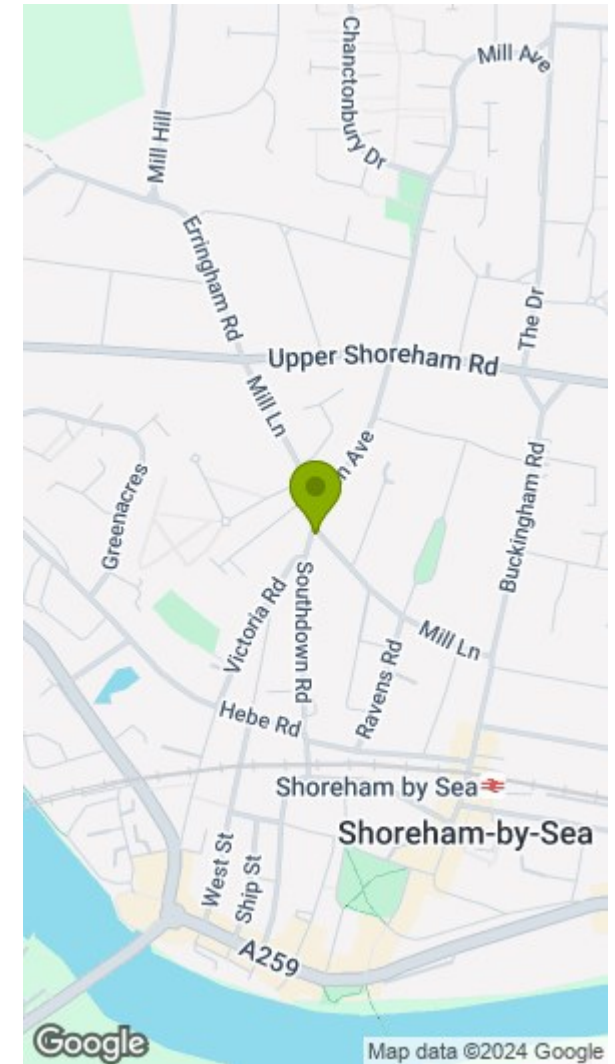 Mill Ave
Chanctonbury Dr
Mill Hill
Erringham Rd
The Dr
Upper Shoreham Rd
Mill Ln
Ave
Greenacres
Buckingham Rd
Victoria Rd
Southdown Rd
Mill Ln
Ravens Rd
Hebe Rd
Shoreham by Sea
Shoreham-by-Sea
West St
Ship St
A259
Google
Map data ©2024 Google